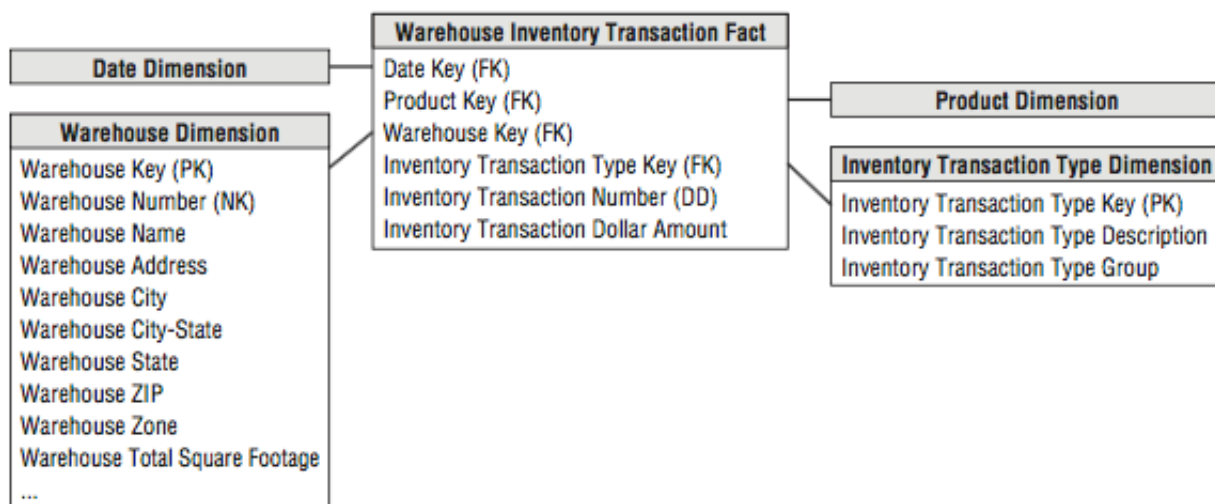 Warehouse Inventory Transaction Fact
Date Key (FK)
Product Key (FK)
Warehouse Key (FK)
Inventory Transaction Type Key (FK)
Inventory Transaction Number (DD)
Inventory Transaction Dollar Amount
Date Dimension
Warehouse Dimension
Warehouse Key (PK)
Warehouse Number (NK)
Warehouse Name
Warehouse Address
Warehouse City
Warehouse City-State
Warehouse State
Warehouse ZIP
Warehouse Zone
Warehouse Total Square Footage
...
Product Dimension
Inventory Transaction Type Dimension
Inventory Transaction Type Key (PK)
Inventory Transaction Type Description
Inventory Transaction Type Group